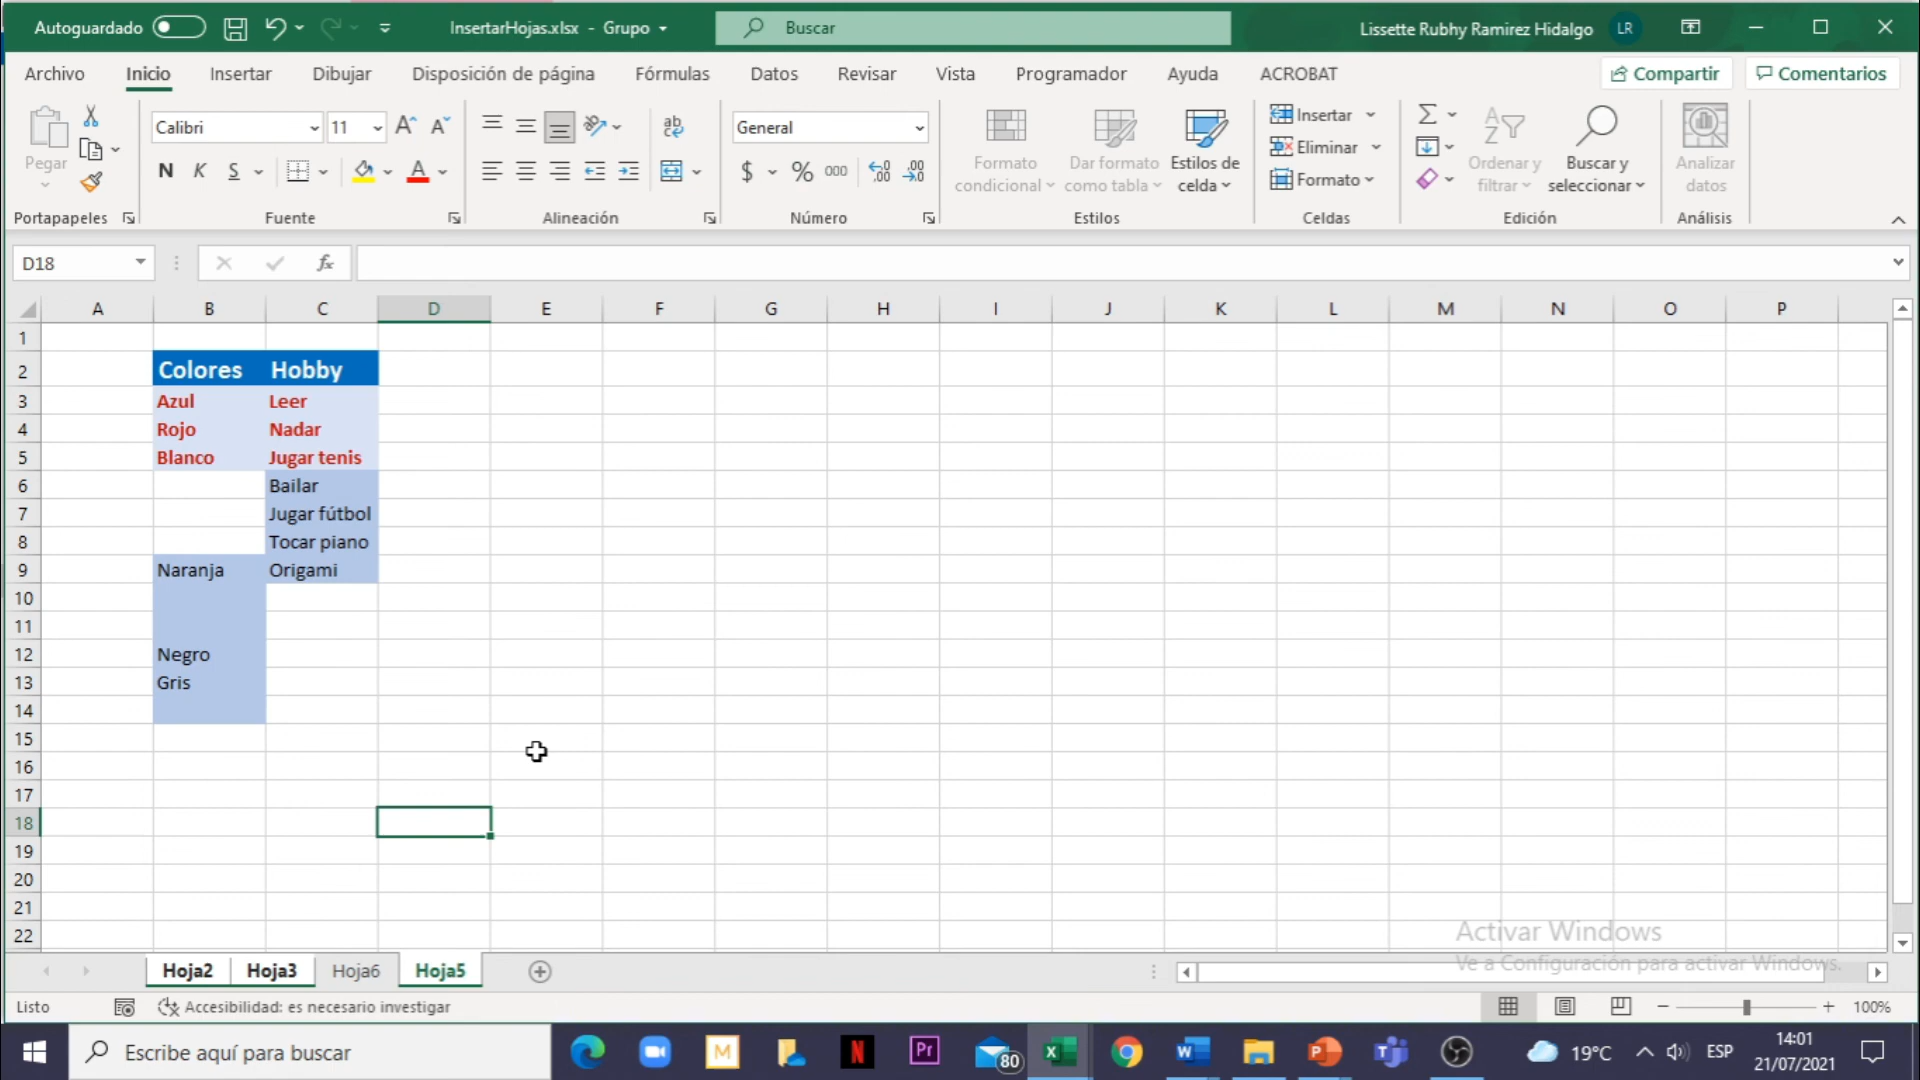 Autoguardado
InsertarHojas.xlsx - Grupo
Buscar
Lissette Rubhy Ramirez Hidalgo LR
Archivo Inicio Insertar Dibujar Disposición de página Fórmulas Datos Revisar Vista Programador Ayuda ACROBAT
Compartir
Comentarios
Pegar
Portapapeles
Calibri 11
N K S
Fuente
ab
Alineación
General
$ % 000
Número
Formato condicional
Dar formato como tabla
Estilos de celda
Estilos
Insertar
Eliminar
Formato
Celdas
Ordenar y filtrar
Buscar y seleccionar
Edición
Analizar datos
Análisis
D18 fx
A B C D E F G H I J K L M N O P
1
2 Colores Hobby
3 Azul Leer
4 Rojo Nadar
5 Blanco Jugar tenis
6 Bailar
7 Jugar fútbol
8 Tocar piano
9 Naranja Origami
10
11
12 Negro
13 Gris
14
15
16
17
18
19
20
21
22
Activar Windows
Ve a Configuración para activar Windows.
Hoja2 Hoja3 Hoja6 Hoja5
Listo Accesibilidad: es necesario investigar 100%
Escribe aquí para buscar
M N Pr 80 X W P T
19°C ESP
14:01
21/07/2021